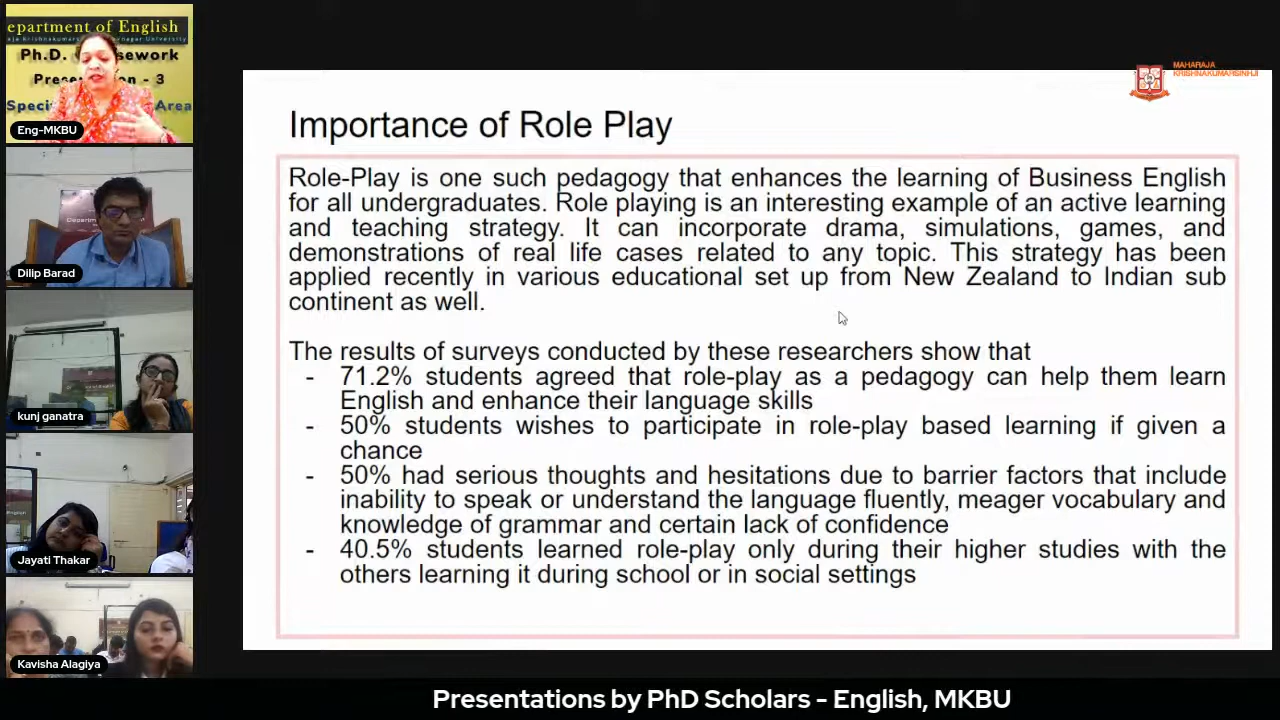 epartment of English
Ph.D.
sework
Pres
on - 3
Speci
Area
Eng-MKBU
Dilip Barad
kunj ganatra
Jayati Thakar
Kavisha Alagiya
MAHARAJA
KRISHNAKUMARSINHJI
Importance of Role Play
Role-Play is one such pedagogy that enhances the learning of Business English
for all undergraduates. Role playing is an interesting example of an active learning
and teaching strategy. It can incorporate drama, simulations, games, and
demonstrations of real life cases related to any topic. This strategy has been
applied recently in various educational set up from New Zealand to Indian sub
continent as well.
The results of surveys conducted by these researchers show that
- 71.2% students agreed that role-play as a pedagogy can help them learn
English and enhance their language skills
- 50% students wishes to participate in role-play based learning if given a
chance
- 50% had serious thoughts and hesitations due to barrier factors that include
inability to speak or understand the language fluently, meager vocabulary and
knowledge of grammar and certain lack of confidence
- 40.5% students learned role-play only during their higher studies with the
others learning it during school or in social settings
Presentations by PhD Scholars - English, MKBU